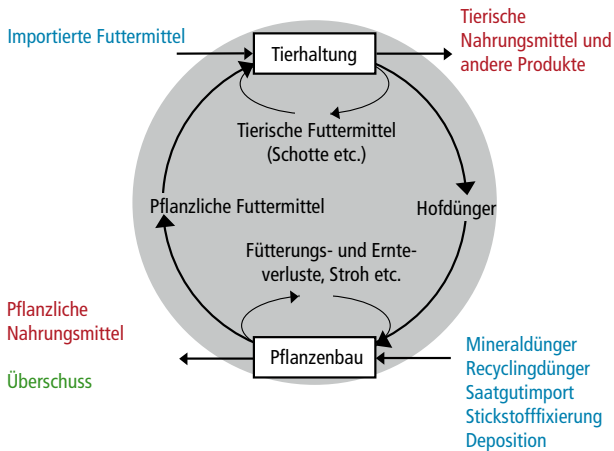 Importierte Futtermittel
Tierhaltung
Tierische
Nahrungsmittel und
andere Produkte
Tierische Futtermittel
(Schotte etc.)
Pflanzliche Futtermittel
Hofdünger
Fütterungs- und Ernte-
verluste, Stroh etc.
Pflanzliche
Nahrungsmittel
Überschuss
Pflanzenbau
Mineraldünger
Recyclingdünger
Saatgutimport
Stickstofffixierung
Deposition